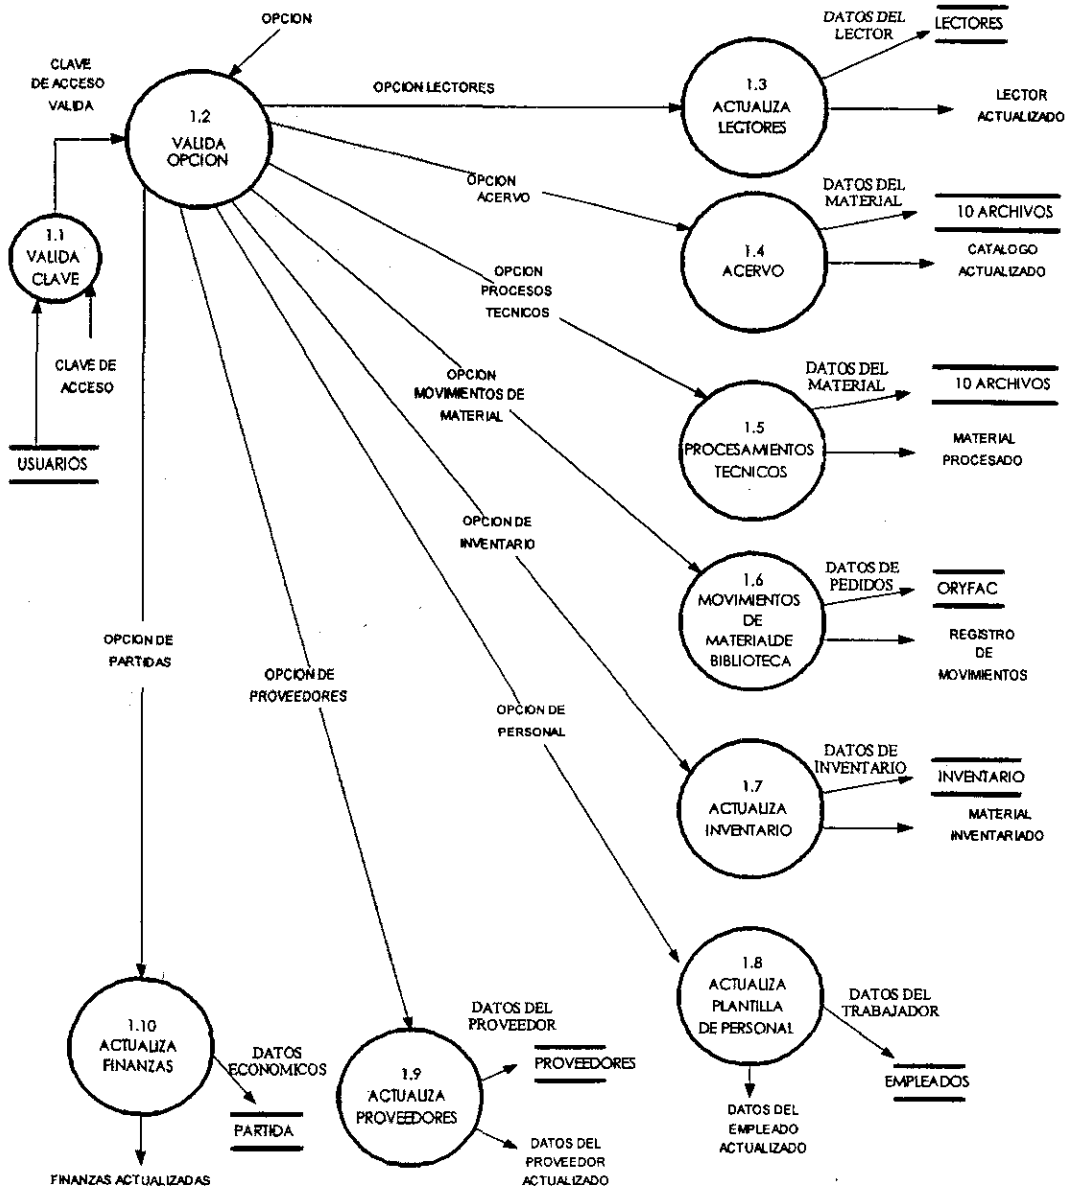 OPCION
CLAVE
DE ACCESO
VALIDA
1.2
VALIDA
OPCION
OPCION LECTORES
1.3
ACTUALIZA
LECTORES
DATOS DEL
LECTOR
LECTORES
LECTOR
ACTUALIZADO
1.1
VALIDA
CLAVE
CLAVE DE
ACCESO
USUARIOS
OPCION
ACERVO
1.4
ACERVO
DATOS DEL
MATERIAL
10 ARCHIVOS
CATALOGO
ACTUALIZADO
OPCION
PROCESOS
TECNICOS
1.5
PROCESAMIENTOS
TECNICOS
DATOS DEL
MATERIAL
10 ARCHIVOS
MATERIAL
PROCESADO
OPCION
MOVIMIENTOS DE
MATERIAL
1.6
MOVIMIENTOS
DE
MATERIALDE
BIBLIOTECA
DATOS DE
PEDIDOS
ORYFAC
REGISTRO
DE
MOVIMIENTOS
OPCION DE
INVENTARIO
1.7
ACTUALIZA
INVENTARIO
DATOS DE
INVENTARIO
INVENTARIO
MATERIAL
INVENTARIADO
OPCION DE
PERSONAL
1.8
ACTUALIZA
PLANTILLA
DE PERSONAL
DATOS DEL
TRABAJADOR
EMPLEADOS
DATOS DEL
EMPLEADO
ACTUALIZADO
OPCION DE
PROVEEDORES
1.9
ACTUALIZA
PROVEEDORES
DATOS DEL
PROVEEDOR
PROVEEDORES
DATOS DEL
PROVEEDOR
ACTUALIZADO
OPCION DE
PARTIDAS
1.10
ACTUALIZA
FINANZAS
DATOS
ECONOMICOS
PARTIDA
FINANZAS ACTUALIZADAS